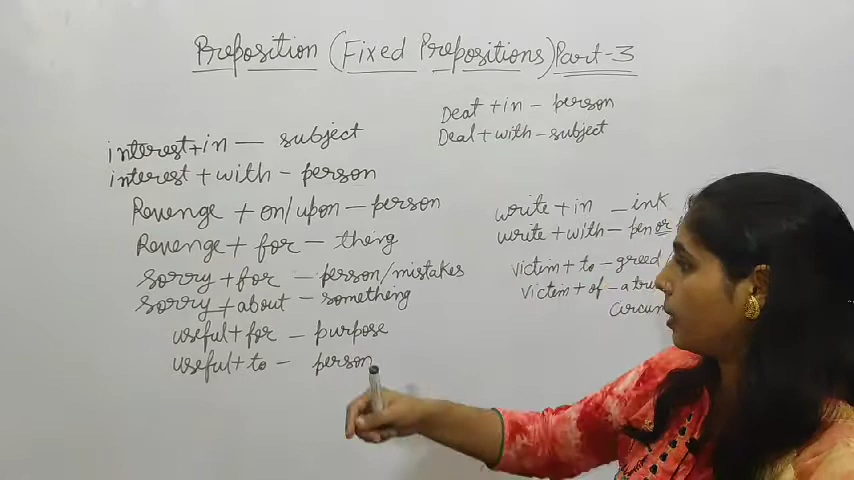 Preposition (Fixed Prepositions) Part-3
interest+in — subject
interest + with - person
Revenge + on/upon - person
Revenge + for - thing
sorry + for - person/mistakes
sorry + about - something
useful + for - purpose
useful + to - person
Deat + in - person
Deal + with - subject
write + in - ink
write + with - pen or
victim + to - greed
victim + of - a